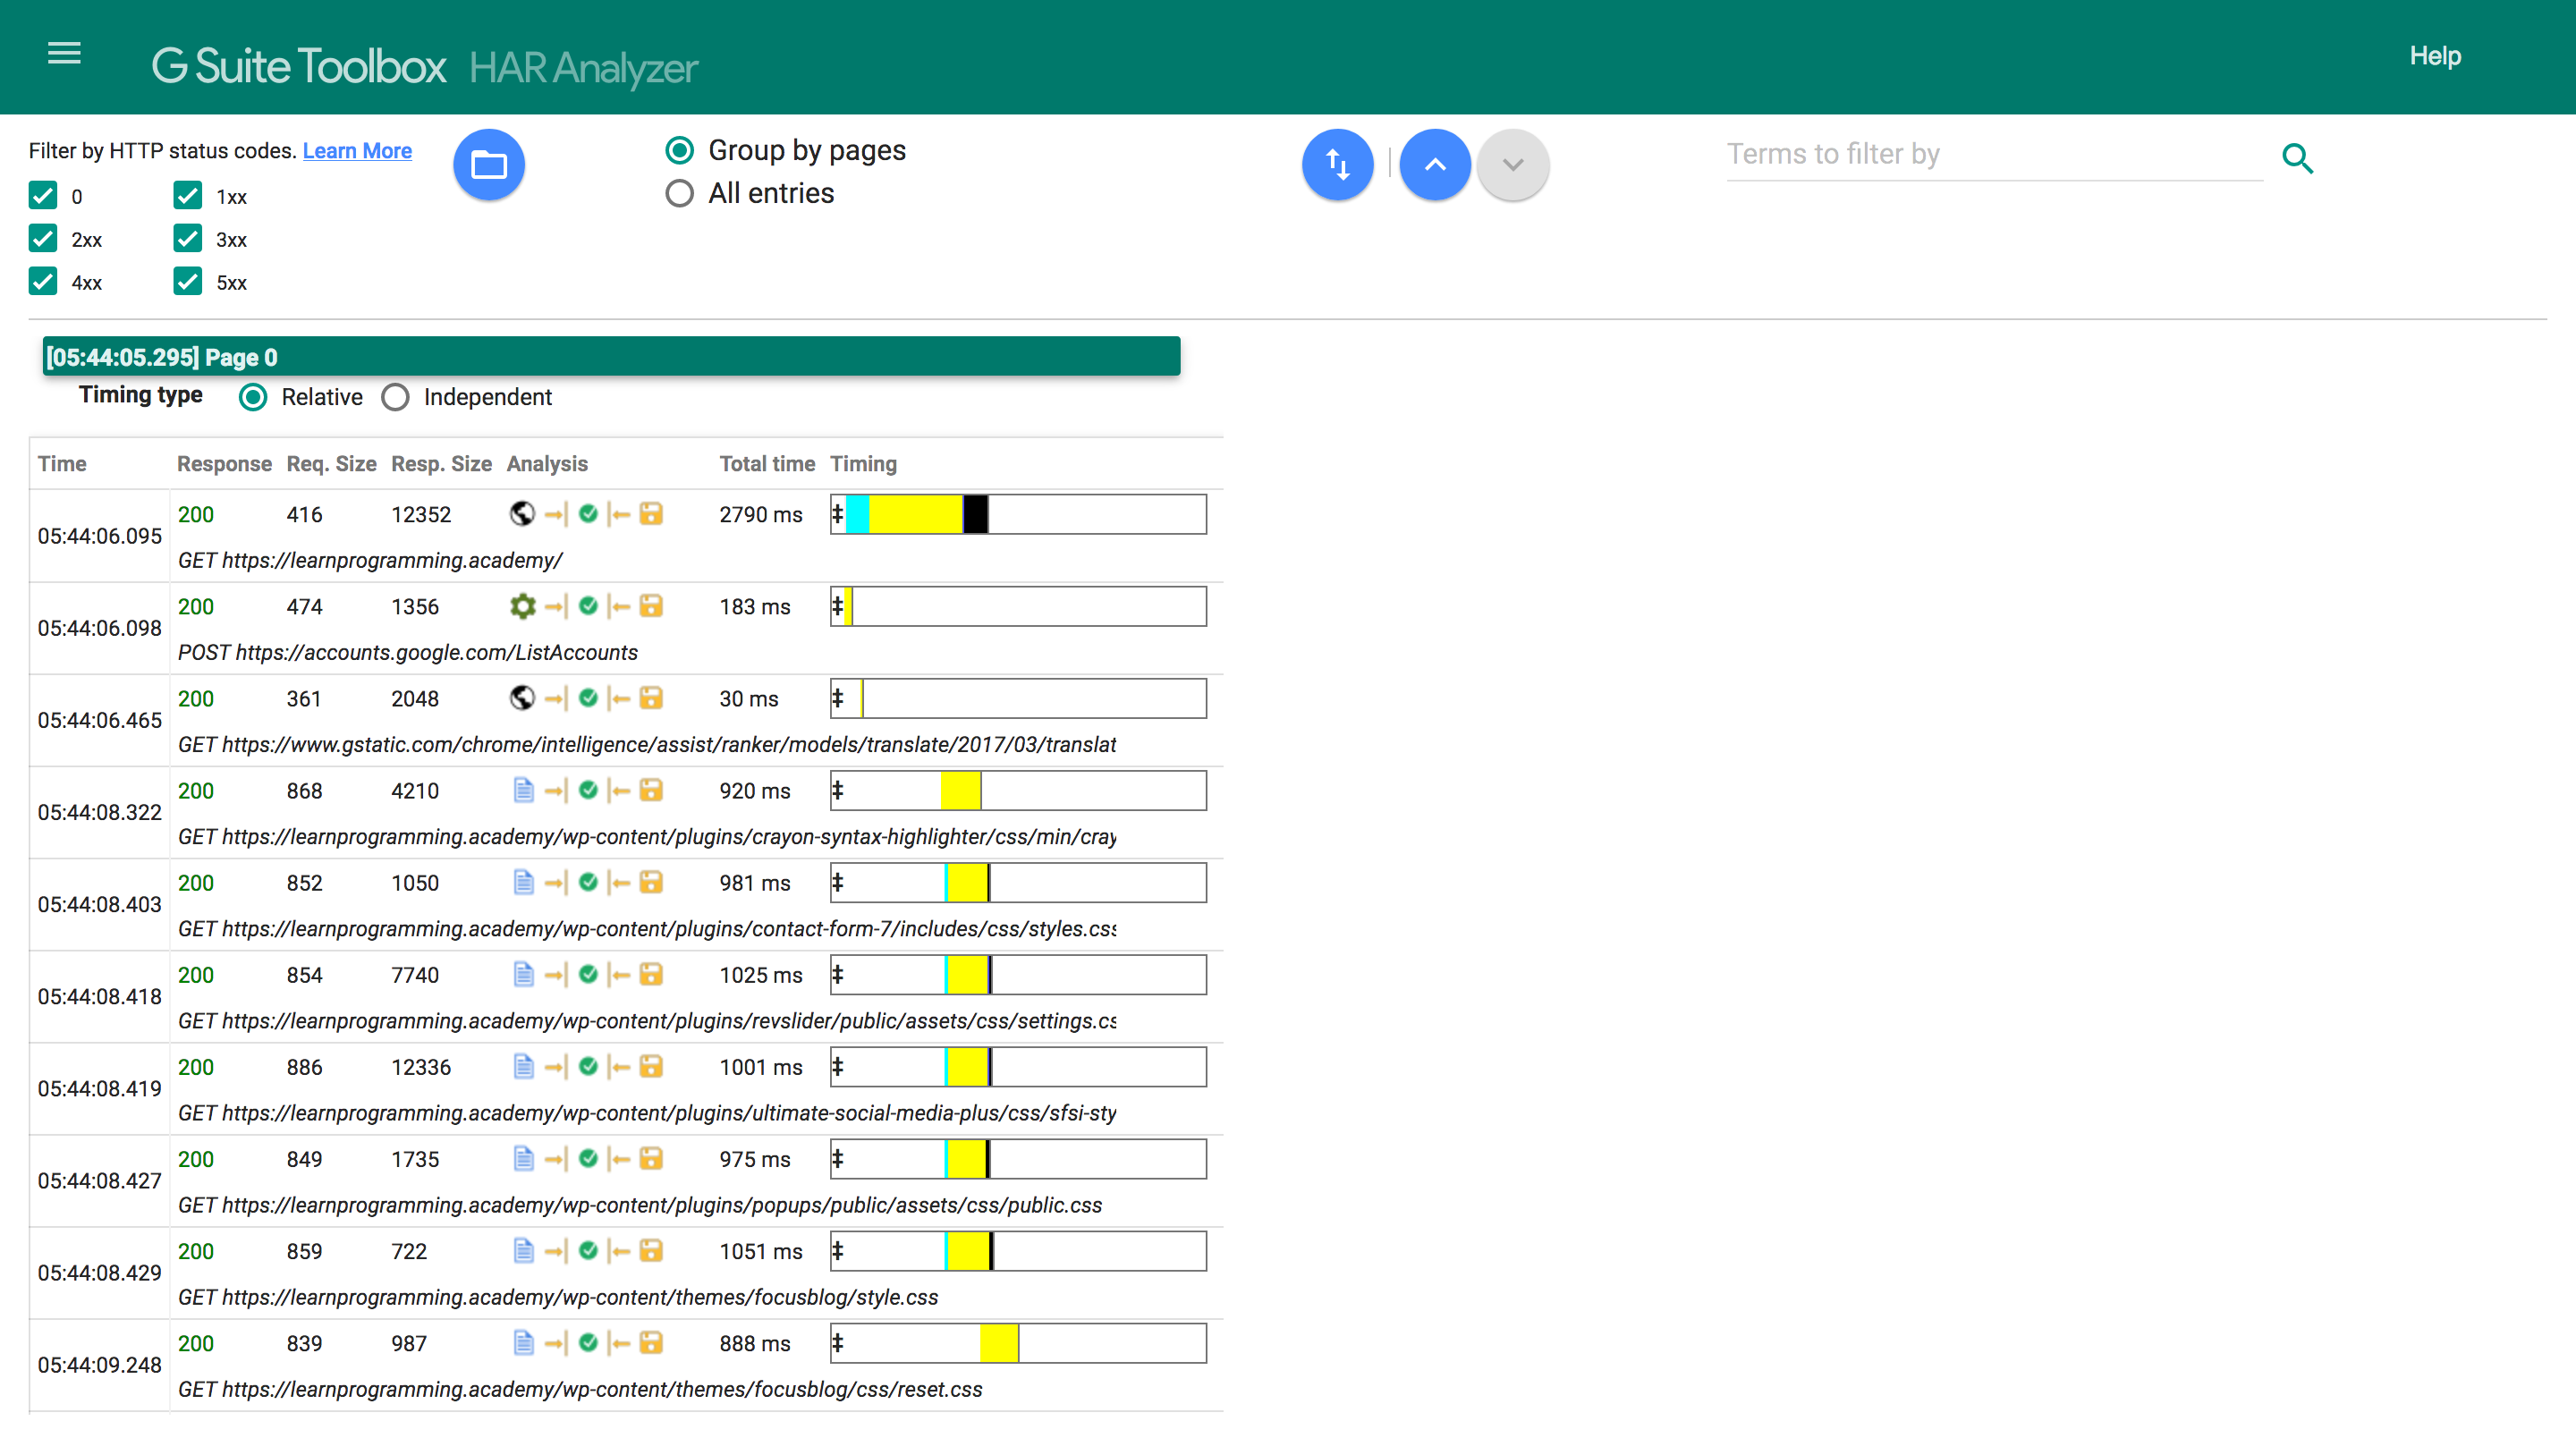 G Suite Toolbox HAR Analyzer
Help
Filter by HTTP status codes. Learn More
0 1xx
2xx 3xx
4xx 5xx
Group by pages
All entries
Terms to filter by
[05:44:05.295] Page 0
Timing type Relative Independent
Time Response Req. Size Resp. Size Analysis Total time Timing
05:44:06.095 200 416 12352 2790 ms
GET https://learnprogramming.academy/
05:44:06.098 200 474 1356 183 ms
POST https://accounts.google.com/ListAccounts
05:44:06.465 200 361 2048 30 ms
GET https://www.gstatic.com/chrome/intelligence/assist/ranker/models/translate/2017/03/translat
05:44:08.322 200 868 4210 920 ms
GET https://learnprogramming.academy/wp-content/plugins/crayon-syntax-highlighter/css/min/cray
05:44:08.403 200 852 1050 981 ms
GET https://learnprogramming.academy/wp-content/plugins/contact-form-7/includes/css/styles.css
05:44:08.418 200 854 7740 1025 ms
GET https://learnprogramming.academy/wp-content/plugins/revslider/public/assets/css/settings.cs
05:44:08.419 200 886 12336 1001 ms
GET https://learnprogramming.academy/wp-content/plugins/ultimate-social-media-plus/css/sfsi-sty
05:44:08.427 200 849 1735 975 ms
GET https://learnprogramming.academy/wp-content/plugins/popups/public/assets/css/public.css
05:44:08.429 200 859 722 1051 ms
GET https://learnprogramming.academy/wp-content/themes/focusblog/style.css
05:44:09.248 200 839 987 888 ms
GET https://learnprogramming.academy/wp-content/themes/focusblog/css/reset.css